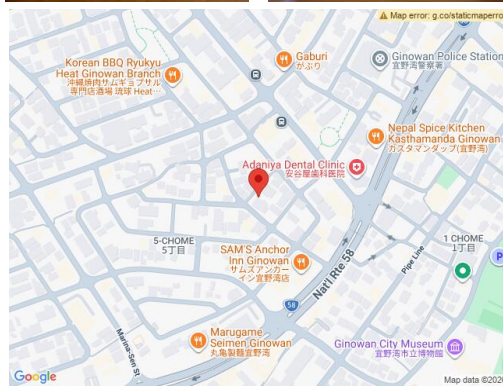 Map error: g.co/staticmaperro
Korean BBQ Ryukyu
Heat Ginowan Branch
沖縄焼肉サムギョプサル
専門店酒場 琉球 Heat…
Gaburi
がぶり
Ginowan Police Station
宜野湾警察署
Nepal Spice Kitchen
Kasthamanda Ginowan
カスタマンダップ(宜野湾)
Adaniya Dental Clinic
安谷屋歯科医院
5-CHOME
5丁目
SAM'S Anchor
Inn Ginowan
サムズアンカー
イン宜野湾店
1 CHOME
1丁目
P
Pipe Line
Nat'l Rte 58
58
Marina-Sen St
Marugame
Seimen Ginowan
丸亀製麺宜野湾
Ginowan City Museum
宜野湾市立博物館
Google
Map data ©202